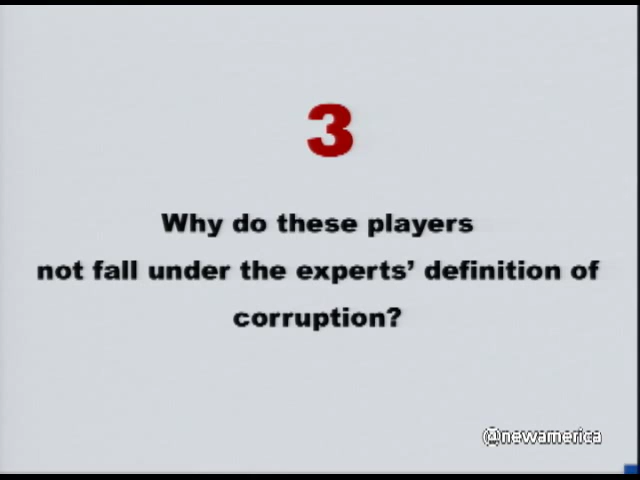 3
Why do these players
not fall under the experts’ definition of
corruption?
@newamerica